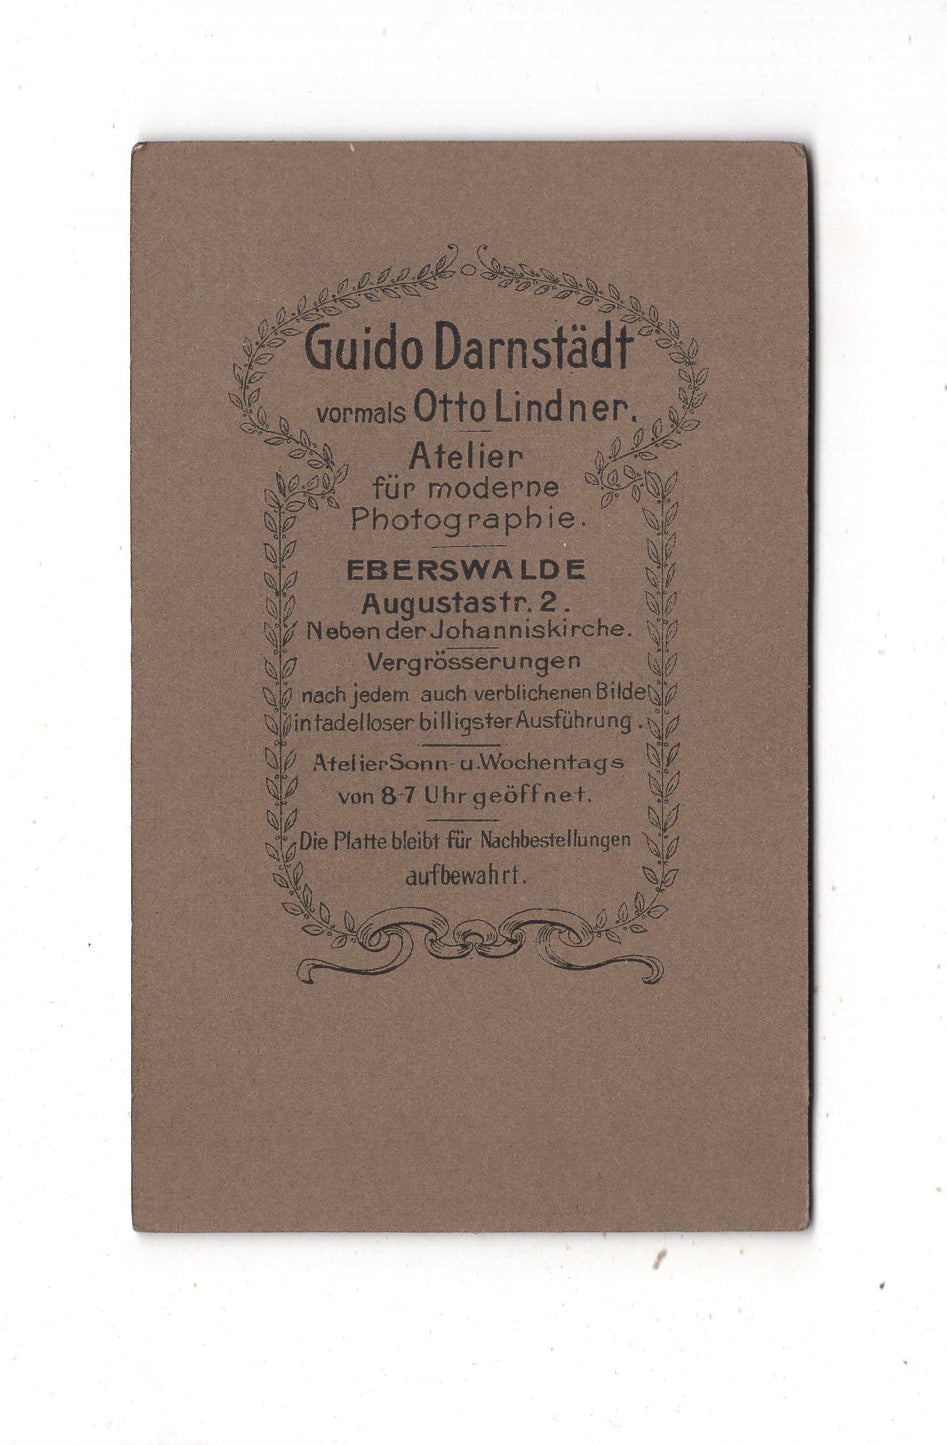 Guido Darnstädt
vormals Otto Lindner.
Atelier
für moderne
Photographie.
EBERSWALDE
Augustastr. 2.
Neben der Johanniskirche.
Vergrösserungen
nach jedem auch verblichenen Bilde
in tadelloser billigster Ausführung.
Atelier Sonn- u. Wochentags
von 8-7 Uhr geöffnet.
Die Platte bleibt für Nachbestellungen
aufbewahrt.